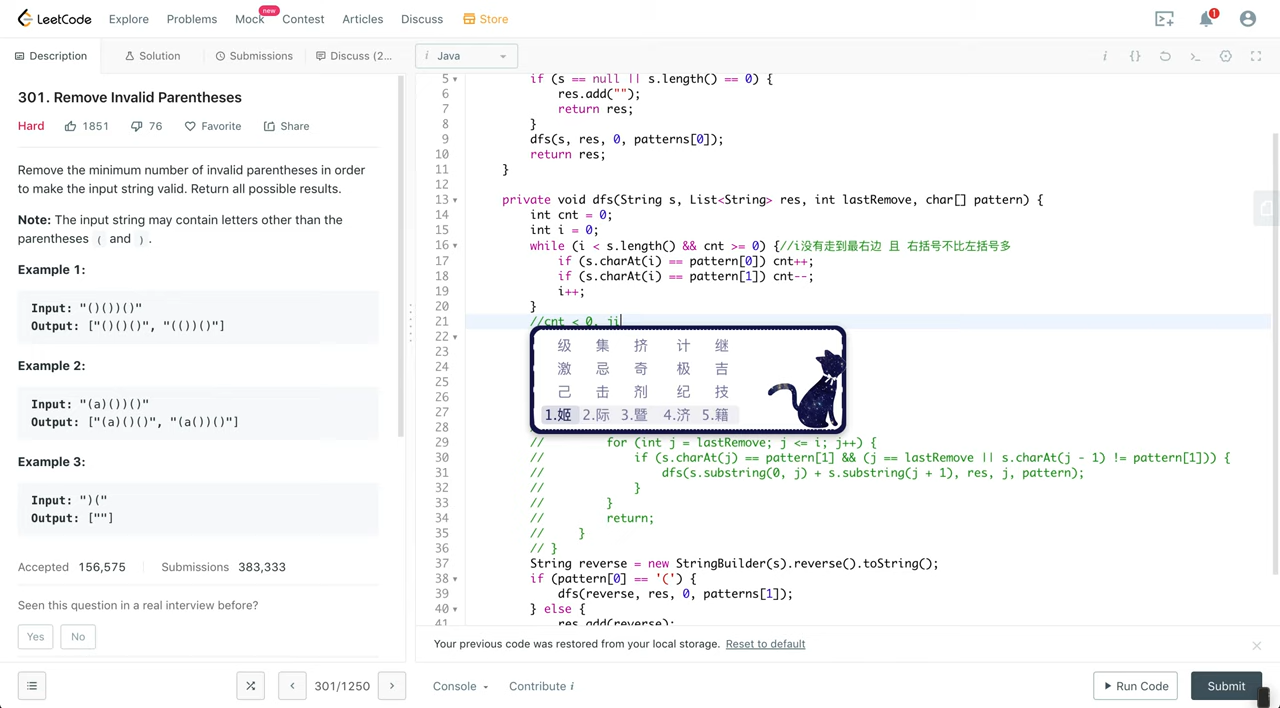 LeetCode
Explore
Problems
Mock
new
Contest
Articles
Discuss
Store
1
Description
Solution
Submissions
Discuss (2...
i Java
i
{}
301. Remove Invalid Parentheses
Hard
1851
76
Favorite
Share
Remove the minimum number of invalid parentheses in order
to make the input string valid. Return all possible results.
Note: The input string may contain letters other than the
parentheses ( and ) .
Example 1:
Input: "()())()"
Output: ["()()()", "(())()"]
Example 2:
Input: "(a)())()"
Output: ["(a)()()", "(a())()"]
Example 3:
Input: ")("
Output: [""]
Accepted 156,575
Submissions 383,333
Seen this question in a real interview before?
Yes
No
5 if (s == null || s.length() == 0) {
6 res.add("");
7 return res;
8 }
9 dfs(s, res, 0, patterns[0]);
10 return res;
11 }
12
13 private void dfs(String s, List<String> res, int lastRemove, char[] pattern) {
14 int cnt = 0;
15 int i = 0;
16 while (i < s.length() && cnt >= 0) {//i没有走到最右边 且 右括号不比左括号多
17 if (s.charAt(i) == pattern[0]) cnt++;
18 if (s.charAt(i) == pattern[1]) cnt--;
19 i++;
20 }
21 //cnt < 0, ji
22
23
24
25
26
27
28
级 集 挤 计 继
激 忌 奇 极 吉
己 击 剂 纪 技
1.姬 2.际 3.暨 4.济 5.籍
29 // for (int j = lastRemove; j <= i; j++) {
30 // if (s.charAt(j) == pattern[1] && (j == lastRemove || s.charAt(j - 1) != pattern[1])) {
31 // dfs(s.substring(0, j) + s.substring(j + 1), res, j, pattern);
32 // }
33 // }
34 // return;
35 // }
36 // }
37 String reverse = new StringBuilder(s).reverse().toString();
38 if (pattern[0] == '(') {
39 dfs(reverse, res, 0, patterns[1]);
40 } else {
41 res.add(reverse);
Your previous code was restored from your local storage. Reset to default
301/1250
Console
Contribute i
Run Code
Submit